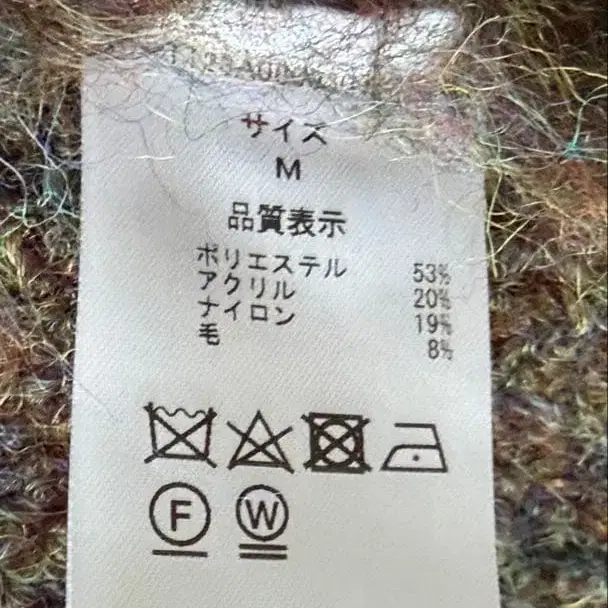 サイズ
M
品質表示
ポリエステル 53%
アクリル 20%
ナイロン 19%
毛 8%
F W